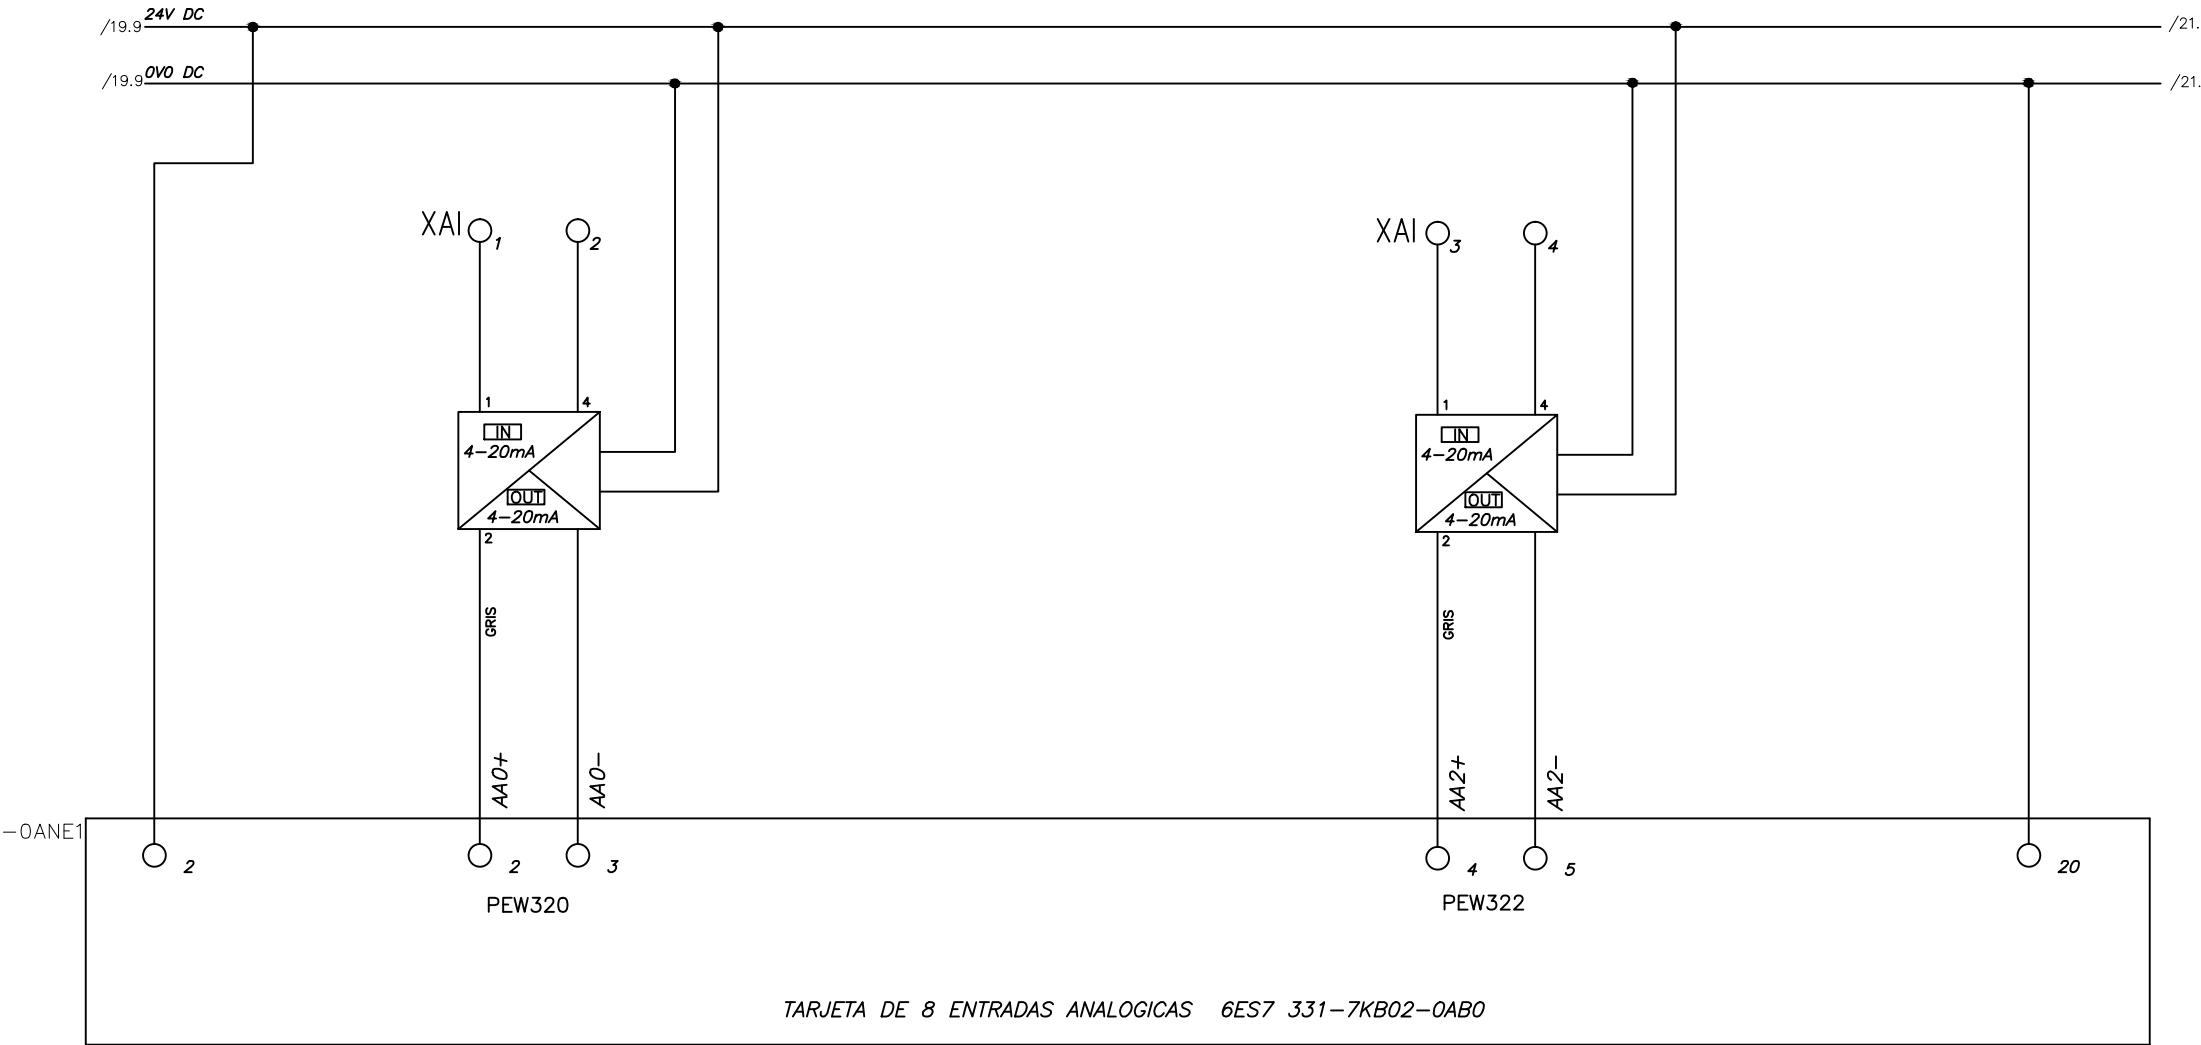 24V DC
/19.9
/21.
0V0 DC
/19.9
/21.
XAI
1
2
XAI
3
4
1
4
IN
4-20mA
OUT
4-20mA
2
1
4
IN
4-20mA
OUT
4-20mA
2
GRIS
GRIS
AA0+
AA0-
AA2+
AA2-
-0ANE1
2
2
3
4
5
20
PEW320
PEW322
TARJETA DE 8 ENTRADAS ANALOGICAS 6ES7 331-7KB02-0AB0